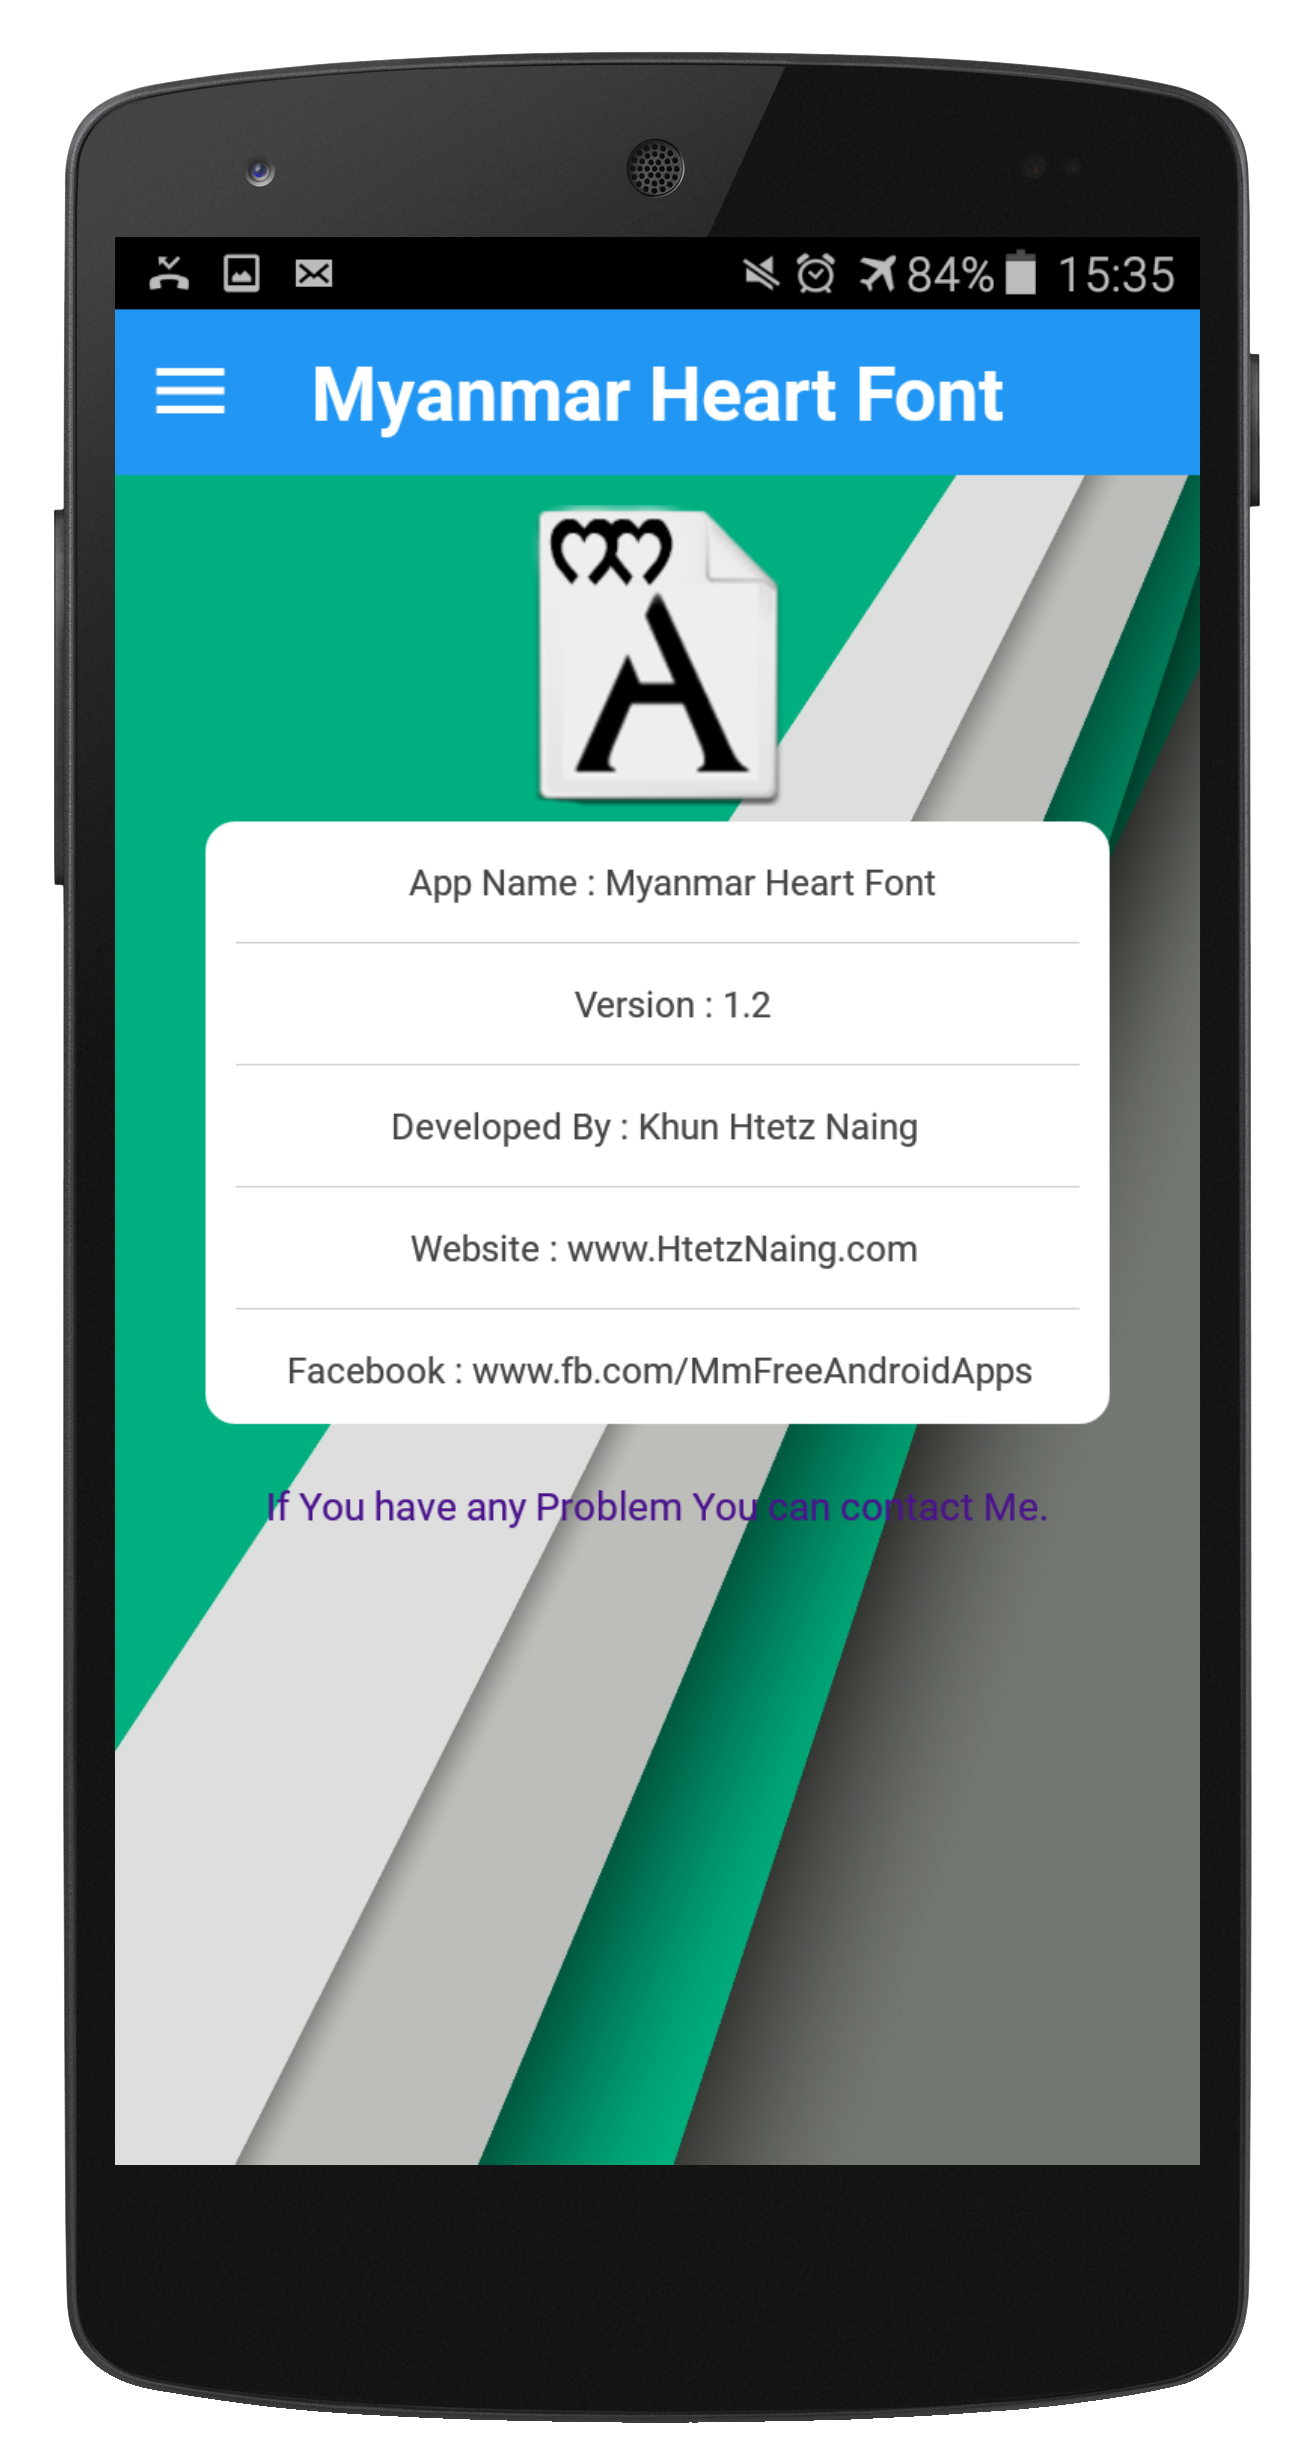 84% 15:35
Myanmar Heart Font
A
App Name : Myanmar Heart Font
Version : 1.2
Developed By : Khun Htetz Naing
Website : www.HtetzNaing.com
Facebook : www.fb.com/MmFreeAndroidApps
If You have any Problem You can contact Me.